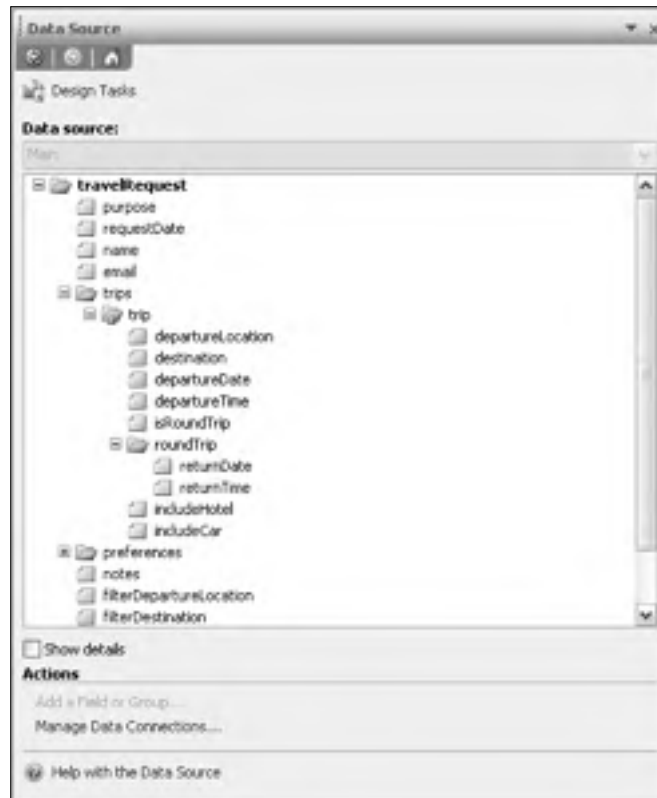 Data Source
Design Tasks
Data source:
Main
travelRequest
purpose
requestDate
name
email
trips
trip
departureLocation
destination
departureDate
departureTime
isRoundTrip
roundTrip
returnDate
returnTime
includeHotel
includeCar
preferences
notes
filterDepartureLocation
filterDestination
Show details
Actions
Add a Field or Group...
Manage Data Connections...
Help with the Data Source